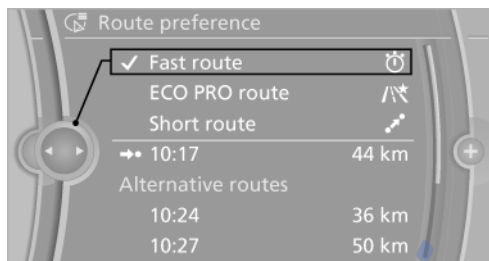 Route preference
Fast route
ECO PRO route
Short route
10:17 44 km
Alternative routes
10:24 36 km
10:27 50 km